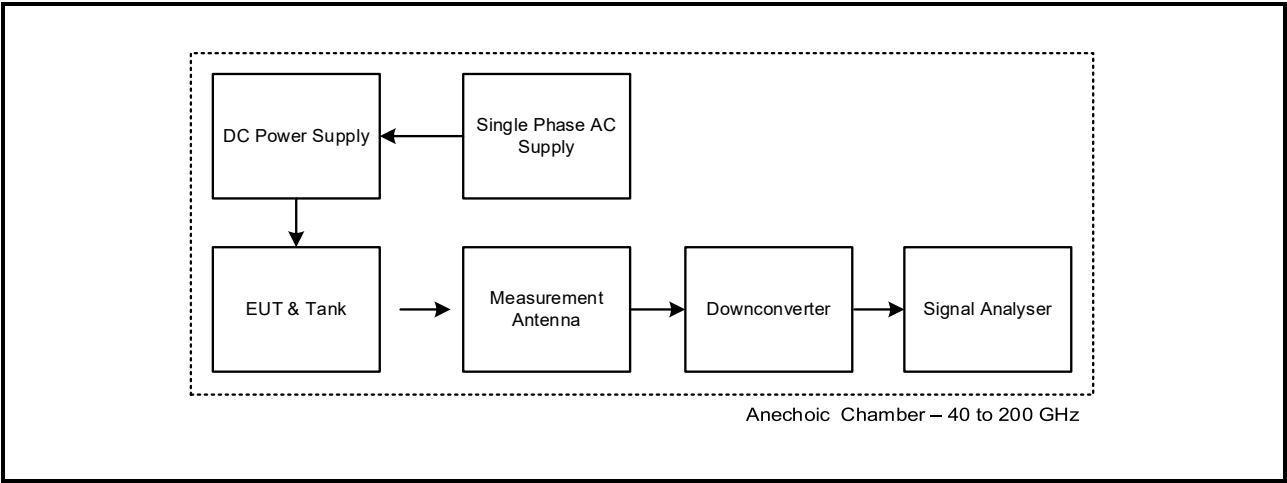 DC Power Supply
Single Phase AC
Supply
EUT & Tank
Measurement
Antenna
Downconverter
Signal Analyser
Anechoic Chamber – 40 to 200 GHz